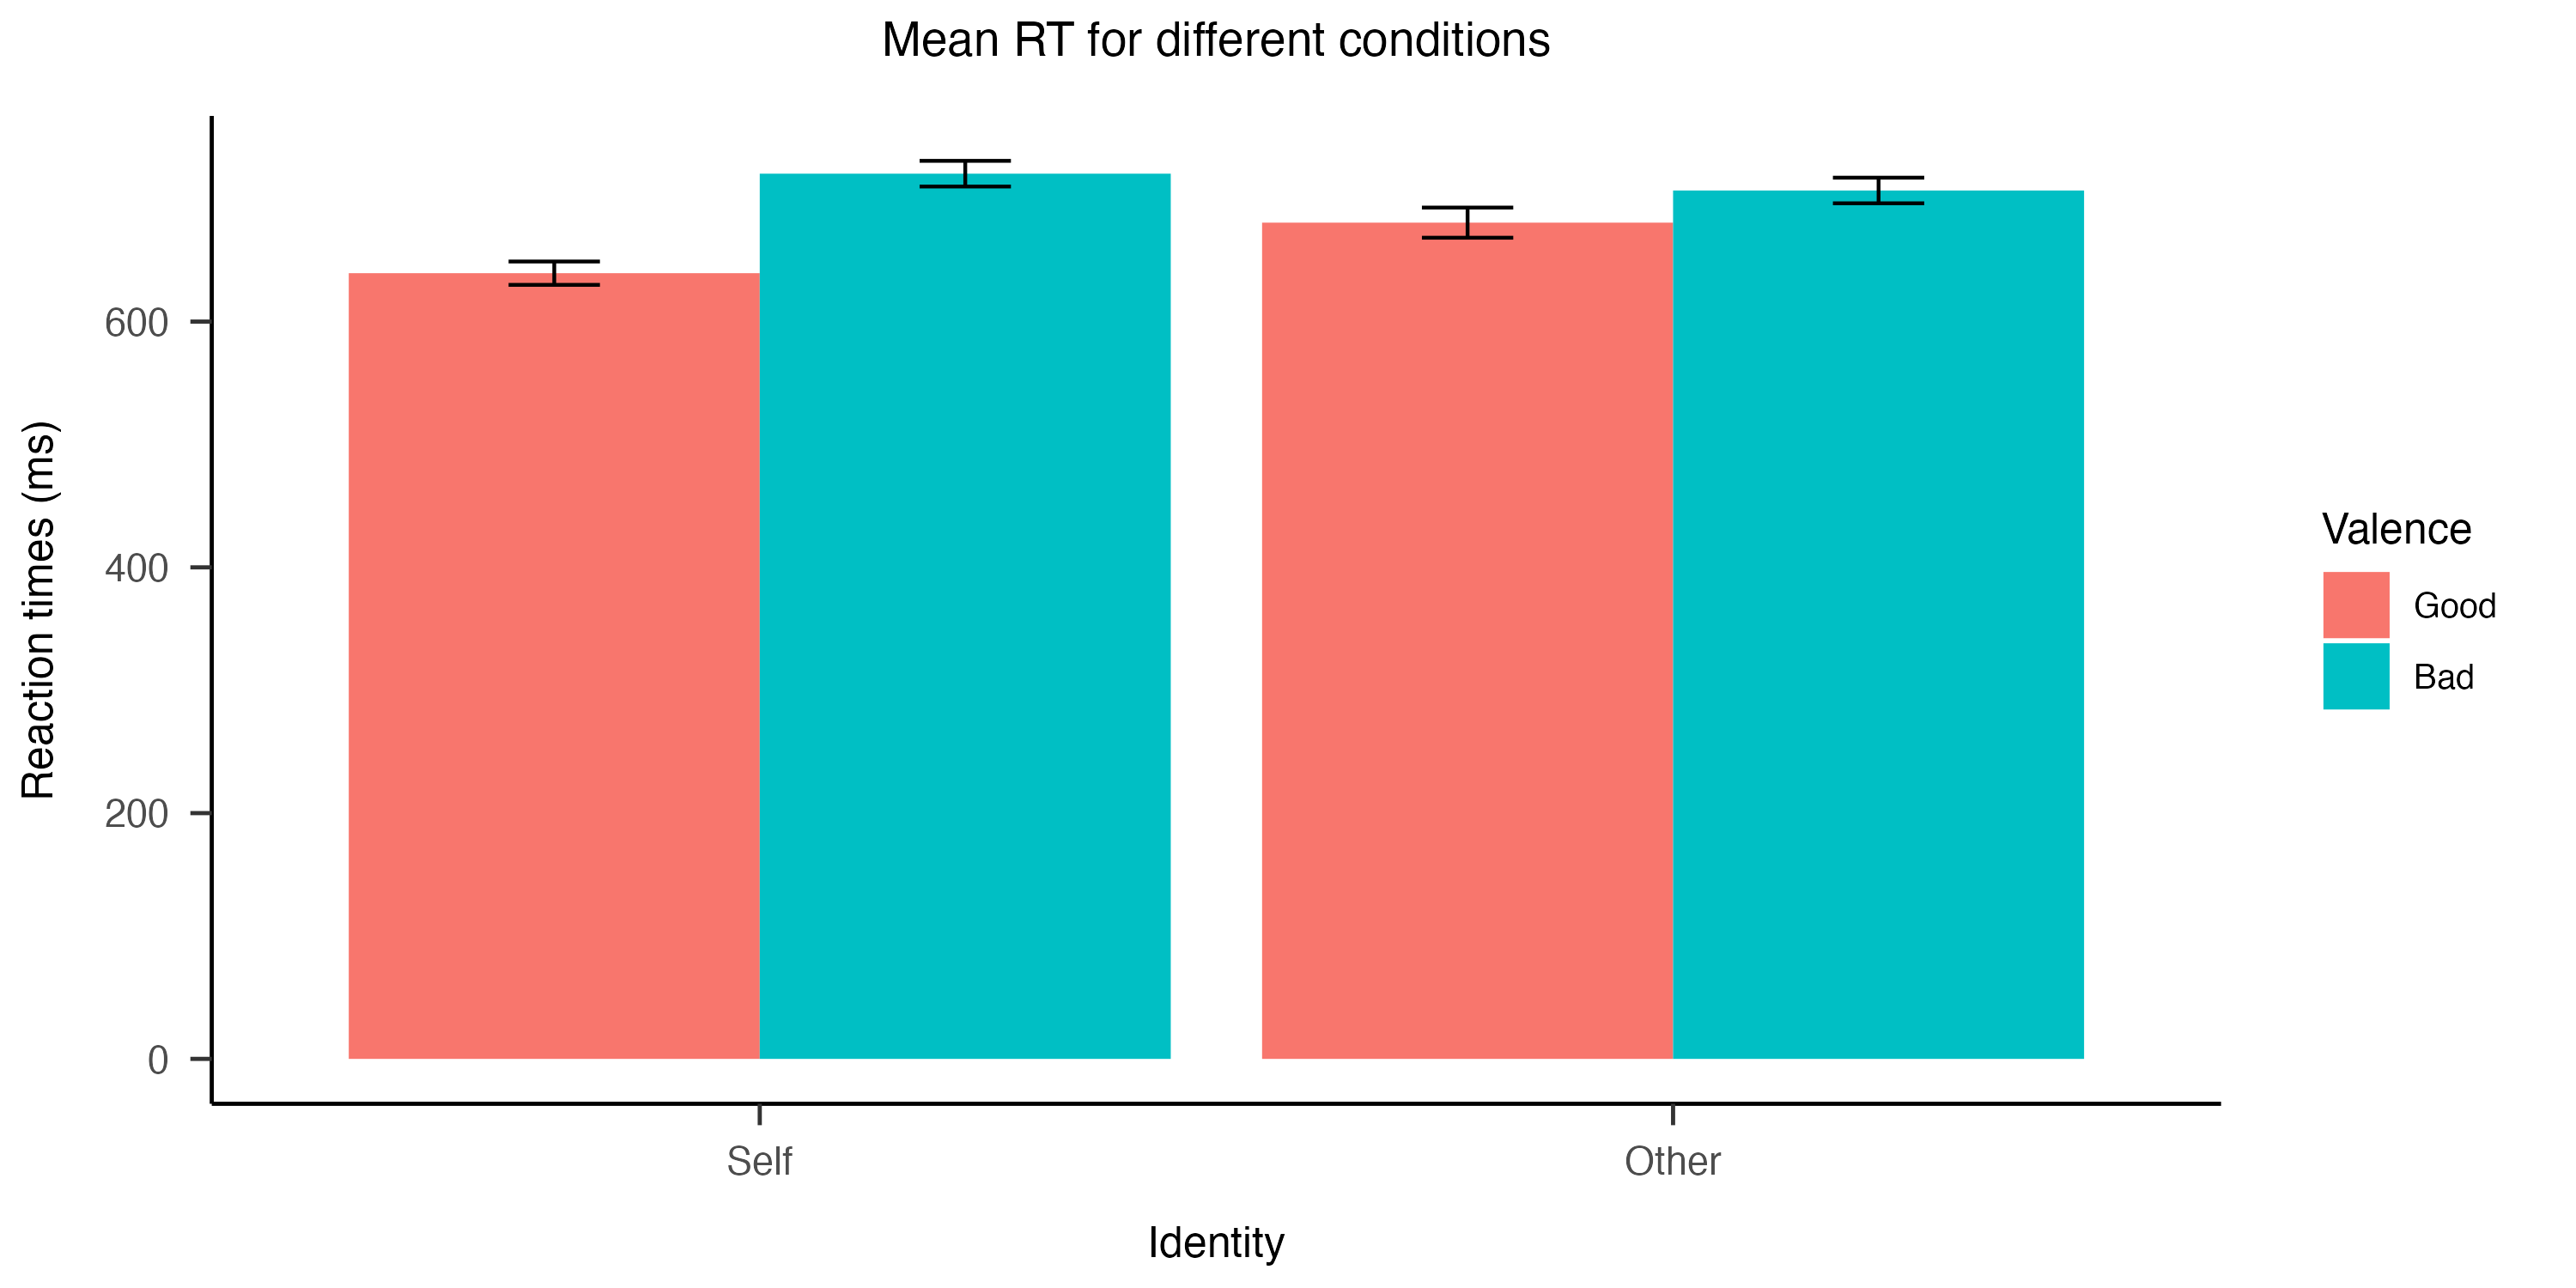 Mean RT for different conditions
Reaction times (ms)
600
400
200
0
Self
Other
Identity
Valence
Good
Bad